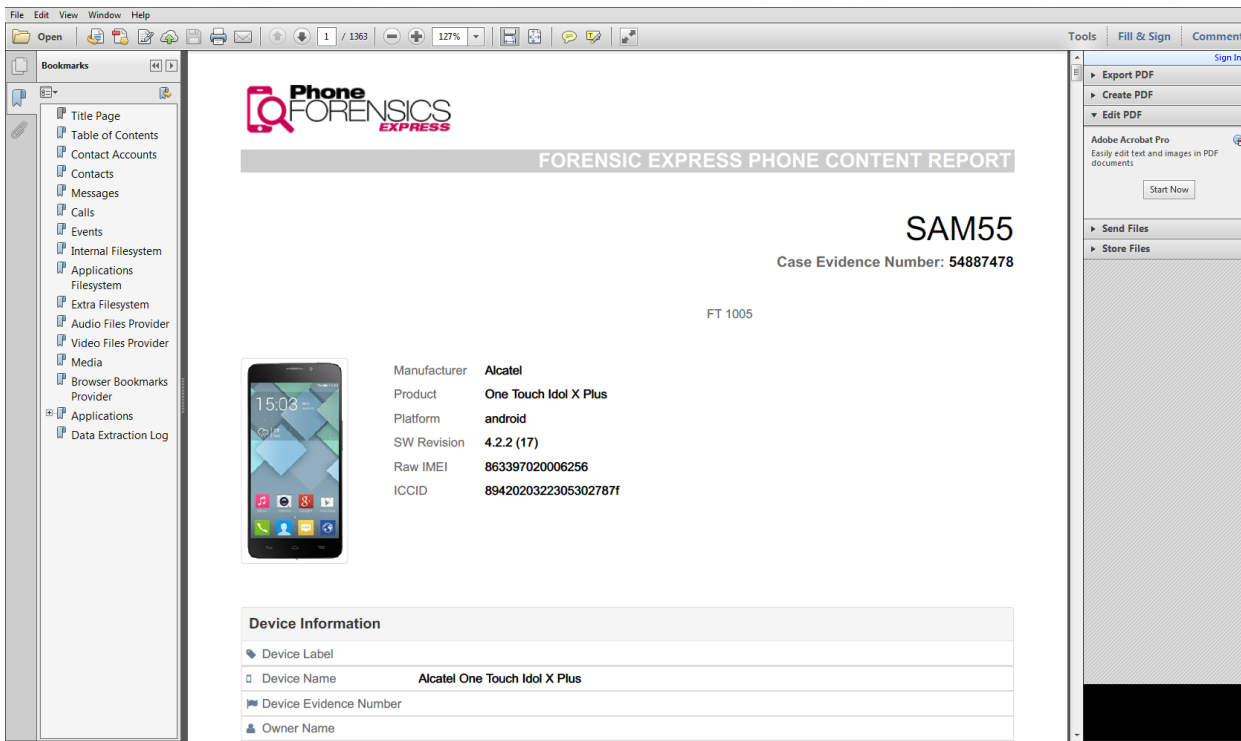 File Edit View Window Help
Open 1 / 1363 127% Tools Fill & Sign Comment
Sign In
Bookmarks
Title Page
Table of Contents
Contact Accounts
Contacts
Messages
Calls
Events
Internal Filesystem
Applications
Filesystem
Extra Filesystem
Audio Files Provider
Video Files Provider
Media
Browser Bookmarks
Provider
Applications
Data Extraction Log
Phone
FORENSICS
EXPRESS
FORENSIC EXPRESS PHONE CONTENT REPORT
SAM55
Case Evidence Number: 54887478
FT 1005
15:03
Manufacturer Alcatel
Product One Touch Idol X Plus
Platform android
SW Revision 4.2.2 (17)
Raw IMEI 863397020006256
ICCID 8942020322305302787f
Device Information
Device Label
Device Name Alcatel One Touch Idol X Plus
Device Evidence Number
Owner Name
Export PDF
Create PDF
Edit PDF
Adobe Acrobat Pro
Easily edit text and images in PDF
documents
Start Now
Send Files
Store Files